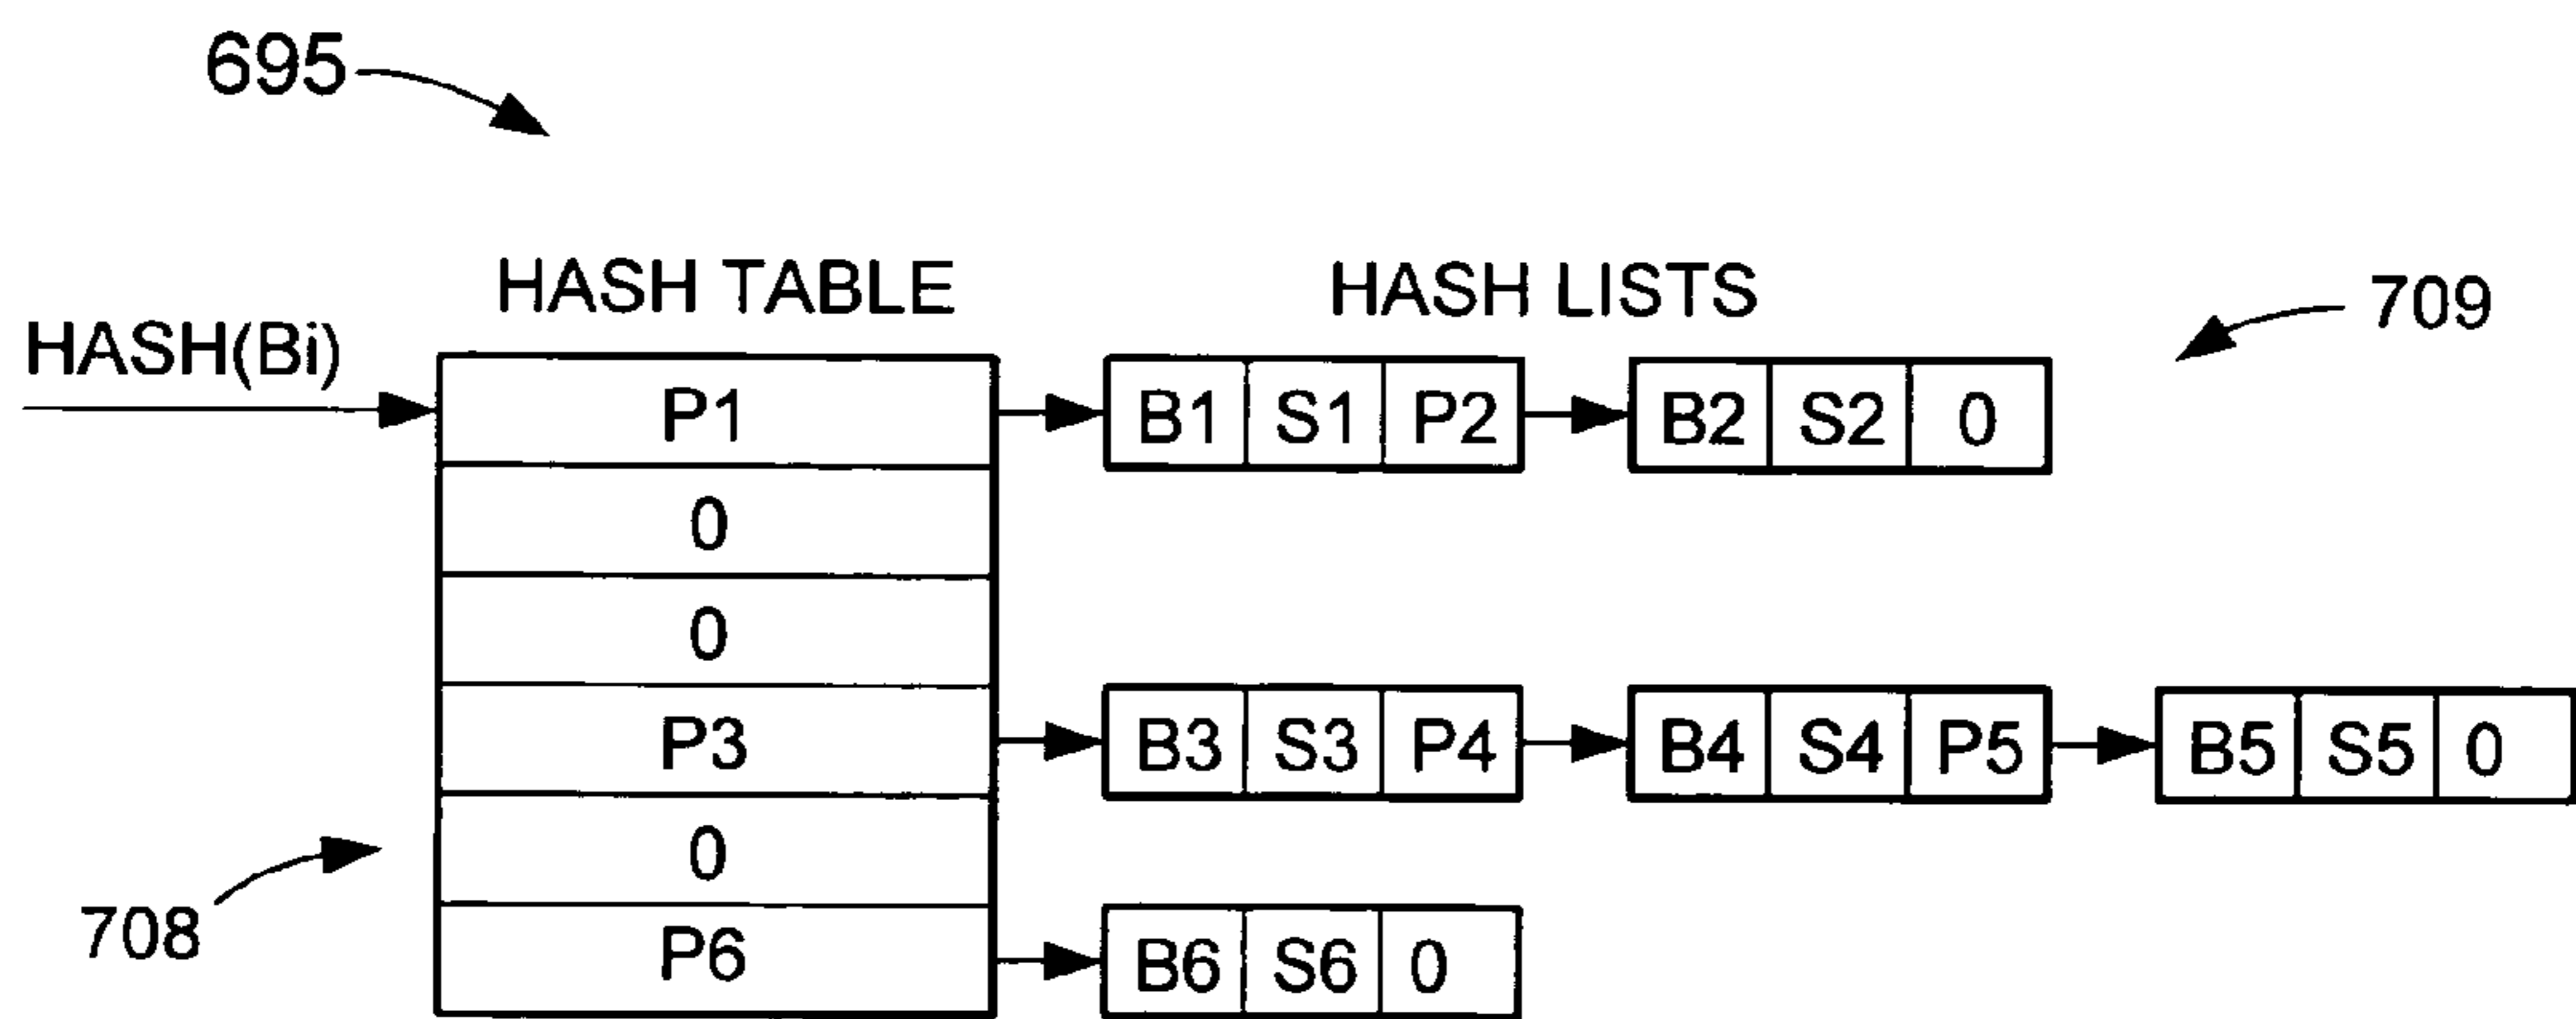 695
HASH TABLE HASH LISTS
709
HASH(Bi)
P1 B1 S1 P2 B2 S2 0
0
0
P3 B3 S3 P4 B4 S4 P5 B5 S5 0
0
708
P6 B6 S6 0